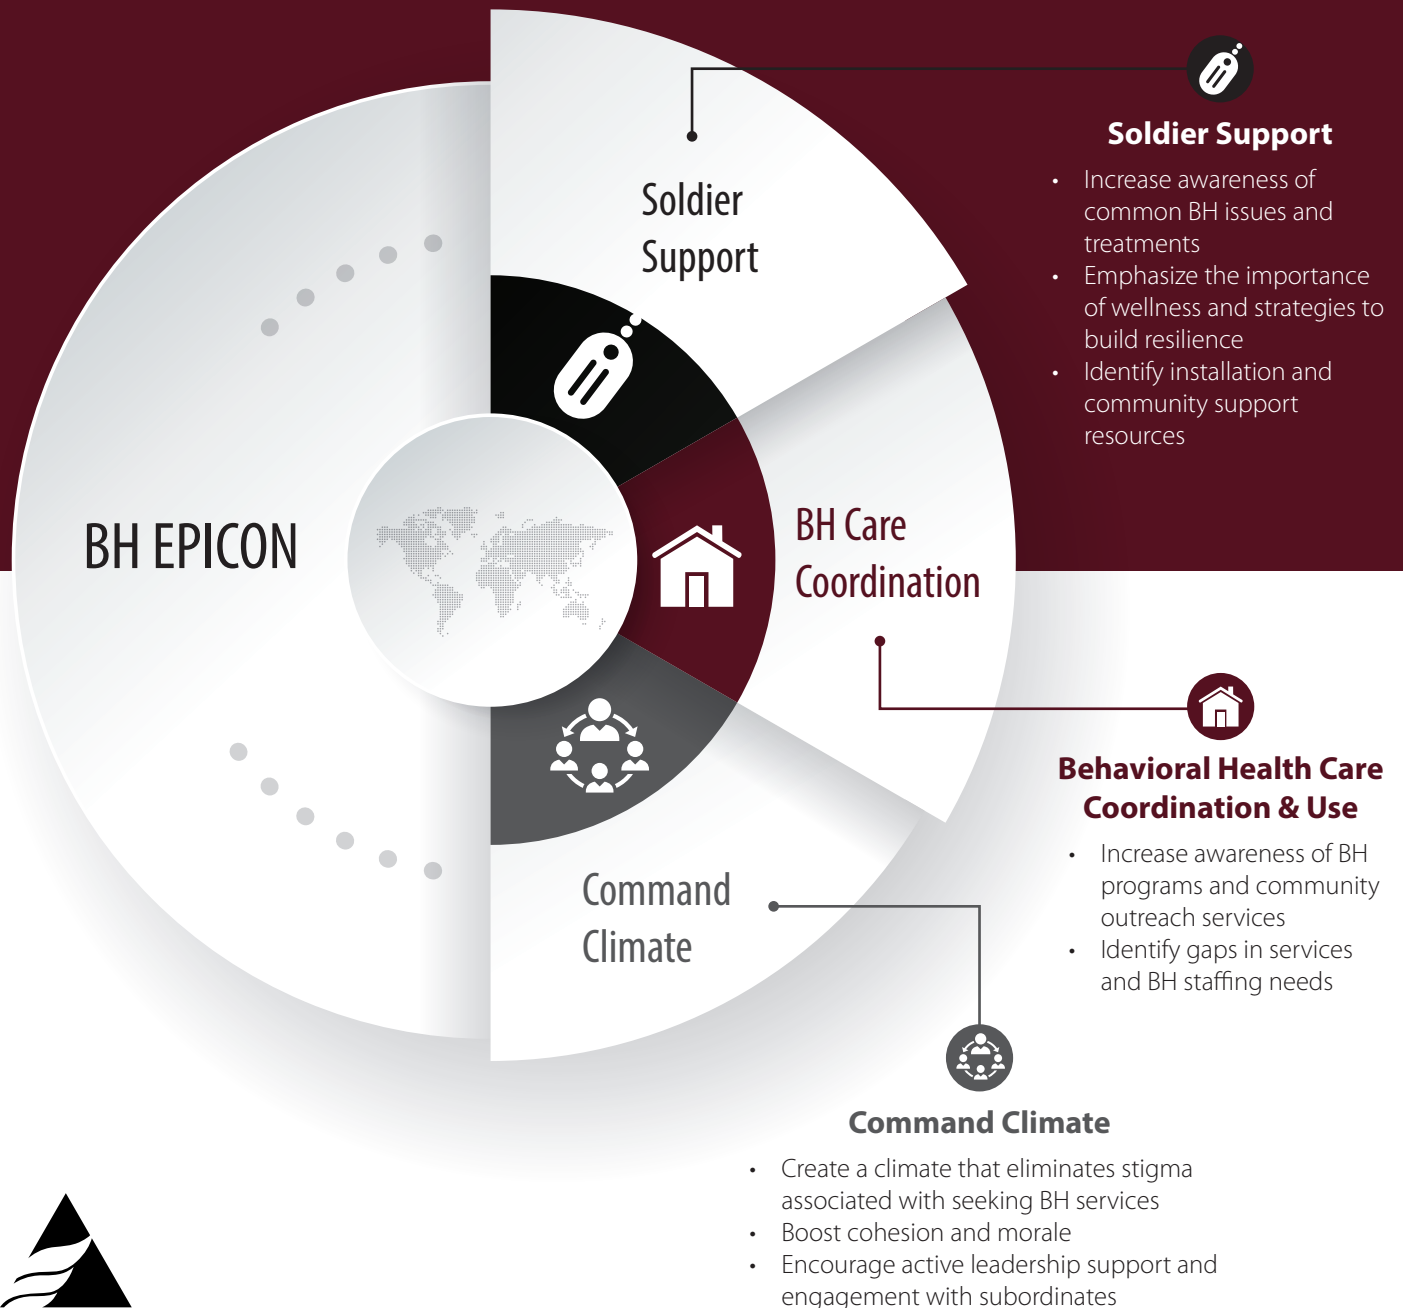 BH EPICON
Soldier
Support
BH Care
Coordination
Command
Climate
Soldier Support
• Increase awareness of
common BH issues and
treatments
• Emphasize the importance
of wellness and strategies to
build resilience
• Identify installation and
community support
resources
Behavioral Health Care
Coordination & Use
• Increase awareness of BH
programs and community
outreach services
• Identify gaps in services
and BH staffing needs
Command Climate
• Create a climate that eliminates stigma
associated with seeking BH services
• Boost cohesion and morale
• Encourage active leadership support and
engagement with subordinates